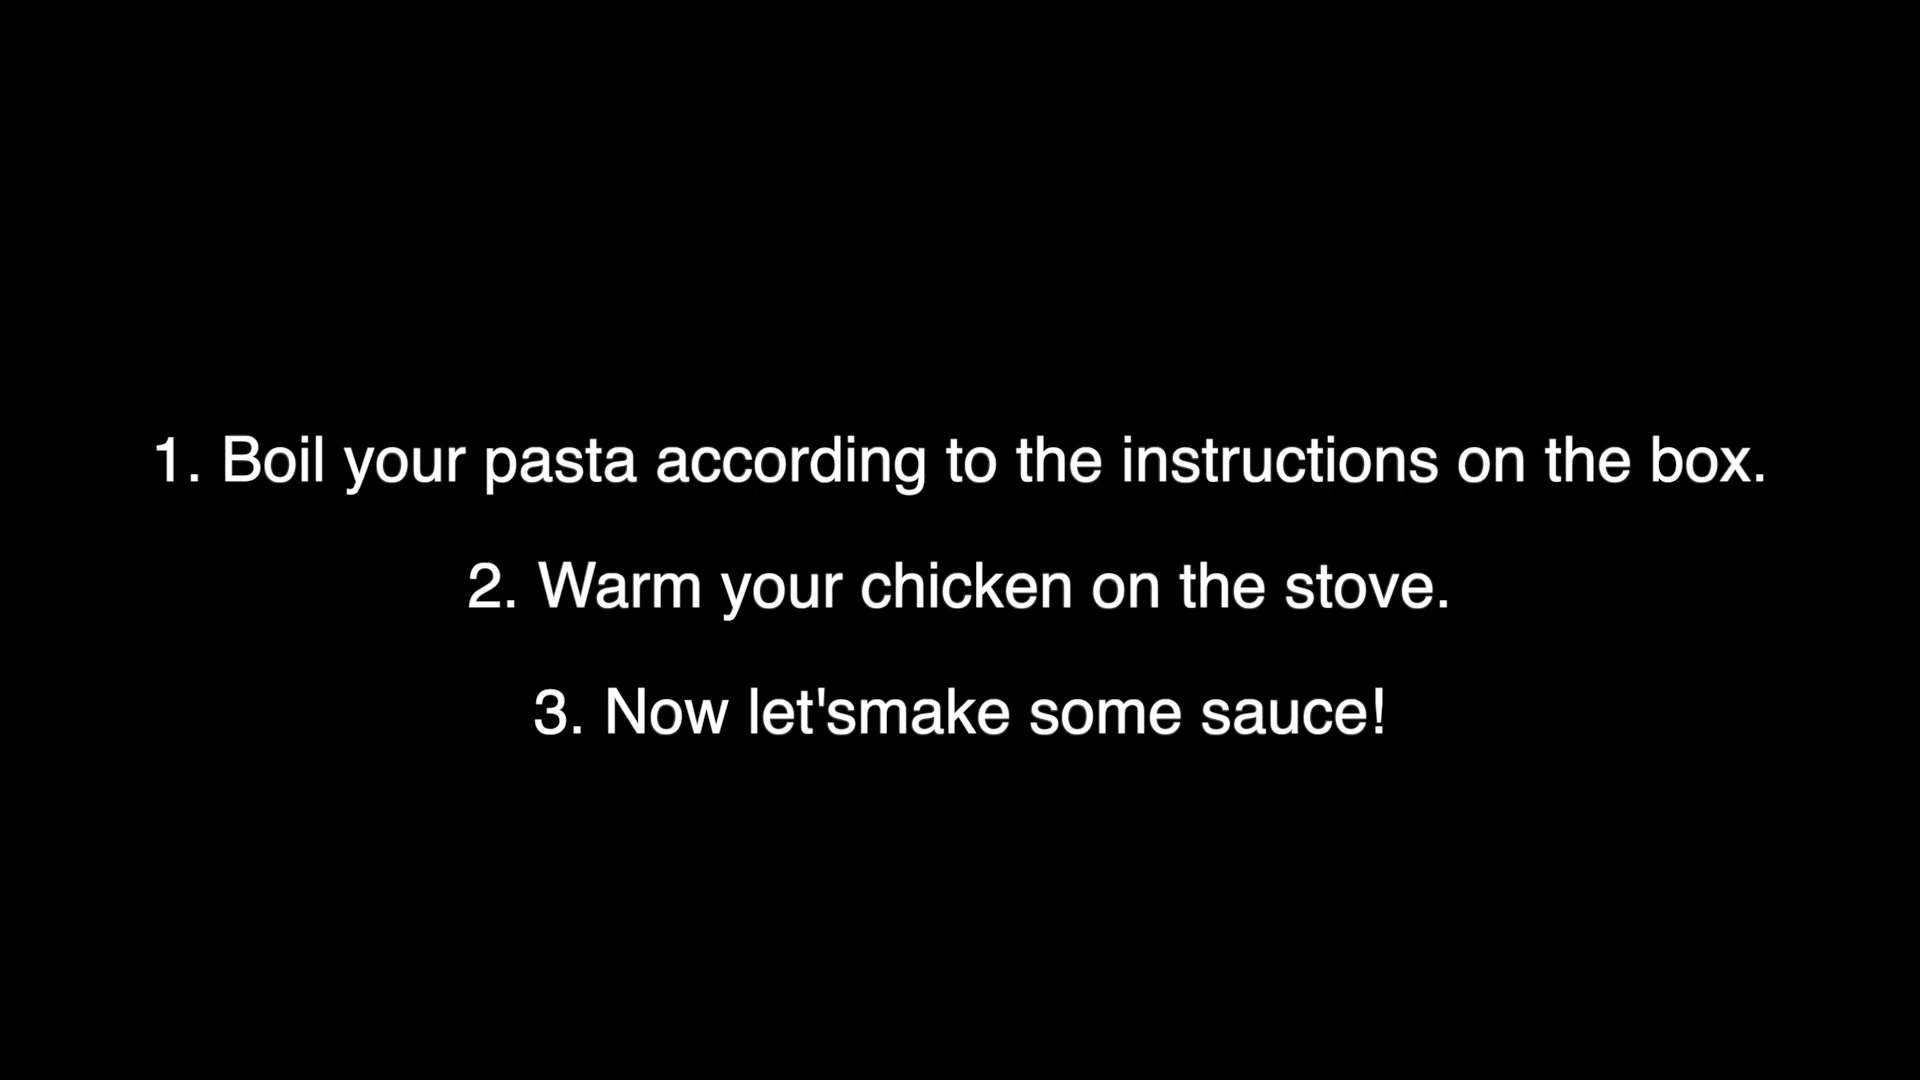 1. Boil your pasta according to the instructions on the box.
2. Warm your chicken on the stove.
3. Now let'smake some sauce!